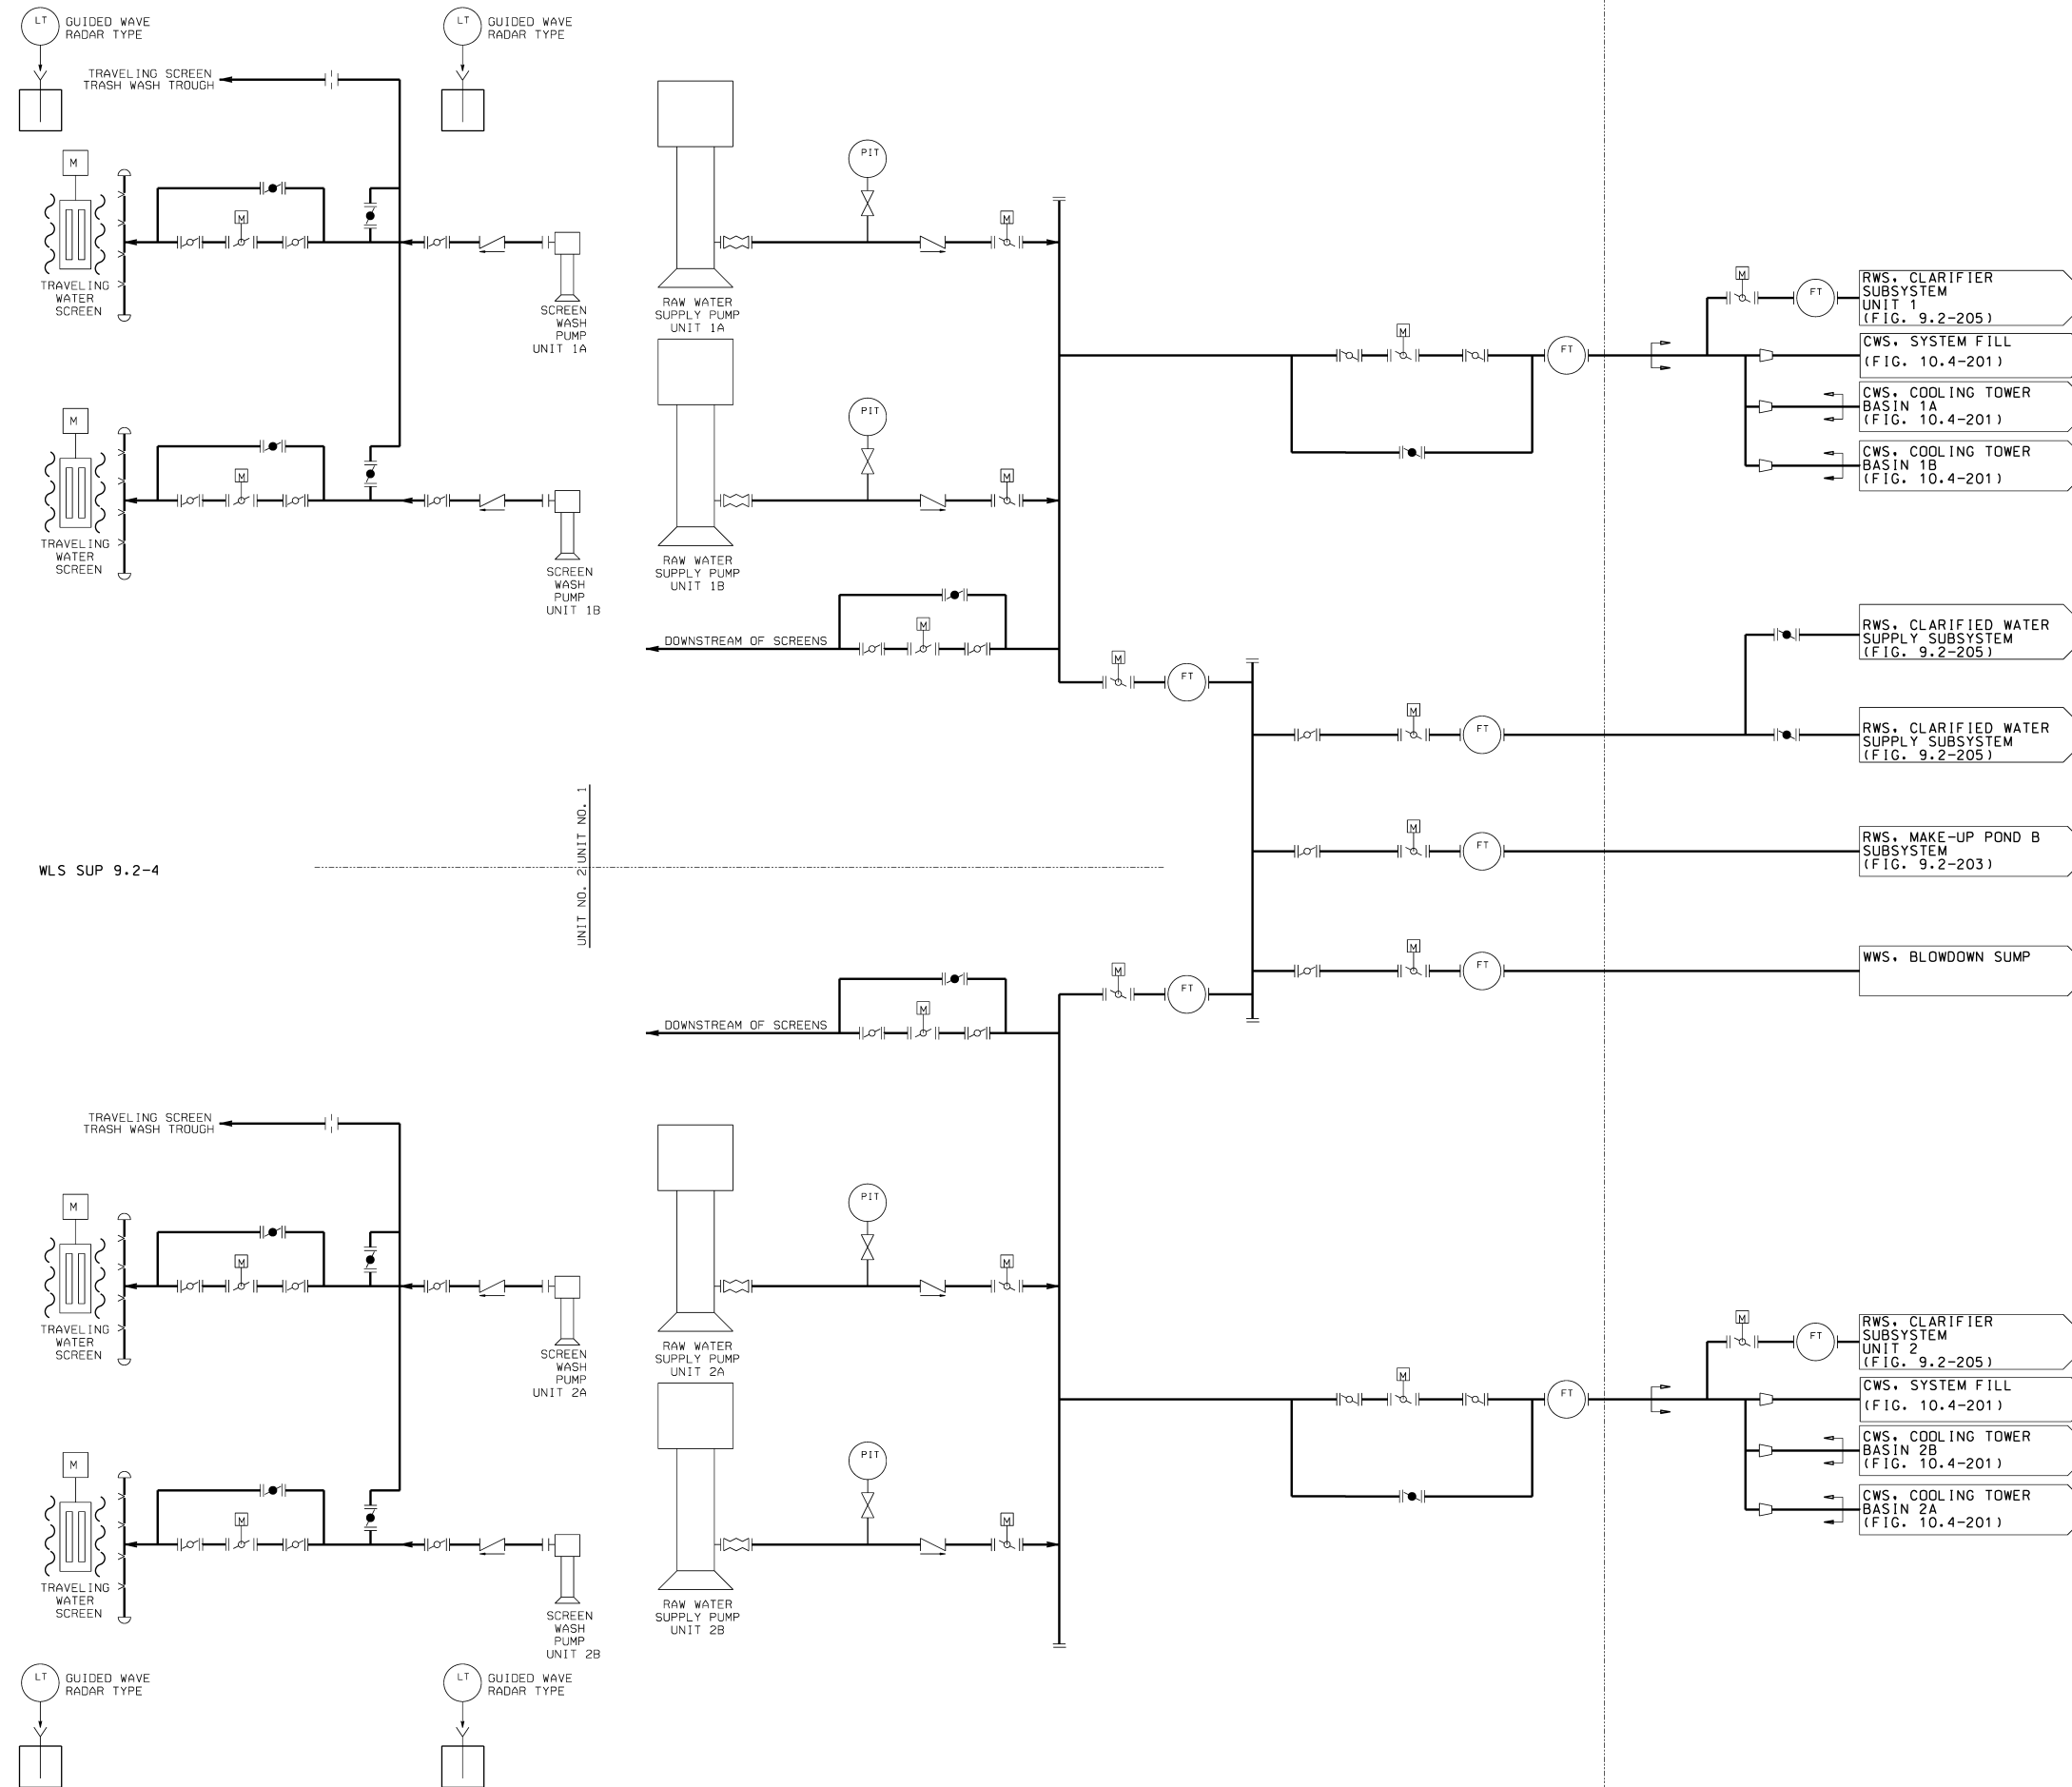 LT
GUIDED WAVE
RADAR TYPE
LT
GUIDED WAVE
RADAR TYPE
TRAVELING SCREEN
TRASH WASH TROUGH
M
M
TRAVELING
WATER
SCREEN
SCREEN
WASH
PUMP
UNIT 1A
RAW WATER
SUPPLY PUMP
UNIT 1A
PIT
M
M
FT
M
FT
RWS. CLARIFIER
SUBSYSTEM
UNIT 1
(FIG. 9.2-205)
CWS. SYSTEM FILL
(FIG. 10.4-201)
CWS. COOLING TOWER
BASIN 1A
(FIG. 10.4-201)
CWS. COOLING TOWER
BASIN 1B
(FIG. 10.4-201)
M
M
TRAVELING
WATER
SCREEN
SCREEN
WASH
PUMP
UNIT 1B
RAW WATER
SUPPLY PUMP
UNIT 1B
PIT
M
DOWNSTREAM OF SCREENS
M
M
FT
M
FT
RWS. CLARIFIED WATER
SUPPLY SUBSYSTEM
(FIG. 9.2-205)
RWS. CLARIFIED WATER
SUPPLY SUBSYSTEM
(FIG. 9.2-205)
WLS SUP 9.2-4
UNIT NO. 2
UNIT NO. 1
M
FT
RWS. MAKE-UP POND B
SUBSYSTEM
(FIG. 9.2-203)
M
FT
WWS. BLOWDOWN SUMP
M
FT
DOWNSTREAM OF SCREENS
M
TRAVELING SCREEN
TRASH WASH TROUGH
M
M
TRAVELING
WATER
SCREEN
SCREEN
WASH
PUMP
UNIT 2A
RAW WATER
SUPPLY PUMP
UNIT 2A
PIT
M
M
FT
M
FT
RWS. CLARIFIER
SUBSYSTEM
UNIT 2
(FIG. 9.2-205)
CWS. SYSTEM FILL
(FIG. 10.4-201)
CWS. COOLING TOWER
BASIN 2B
(FIG. 10.4-201)
CWS. COOLING TOWER
BASIN 2A
(FIG. 10.4-201)
M
M
TRAVELING
WATER
SCREEN
SCREEN
WASH
PUMP
UNIT 2B
RAW WATER
SUPPLY PUMP
UNIT 2B
PIT
M
LT
GUIDED WAVE
RADAR TYPE
LT
GUIDED WAVE
RADAR TYPE